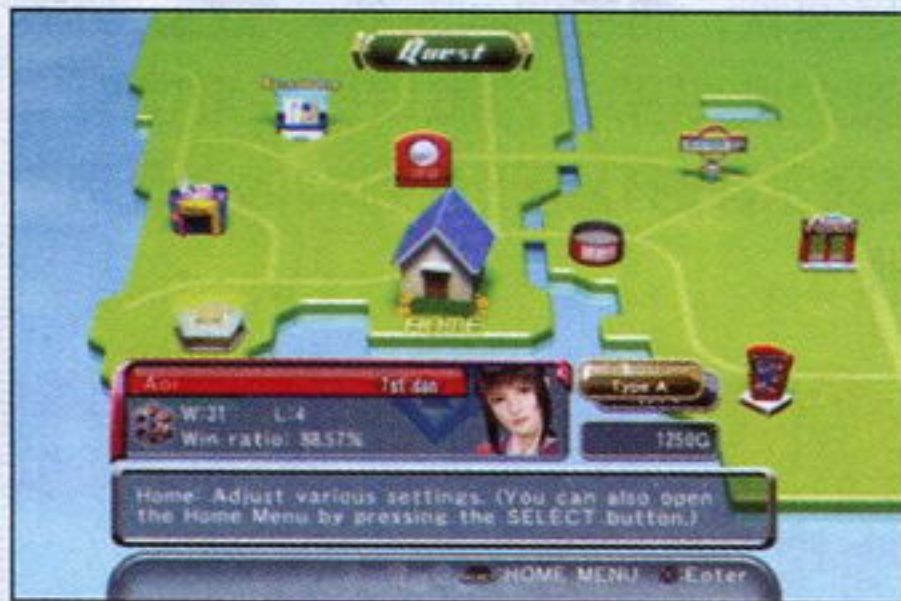 Quest
HOME
Aoi 1st dan
W:31 L:4
Win ratio: 88.57%
Type A
1250G
Home- Adjust various settings. (You can also open
the Home Menu by pressing the SELECT button.)
HOME MENU Enter